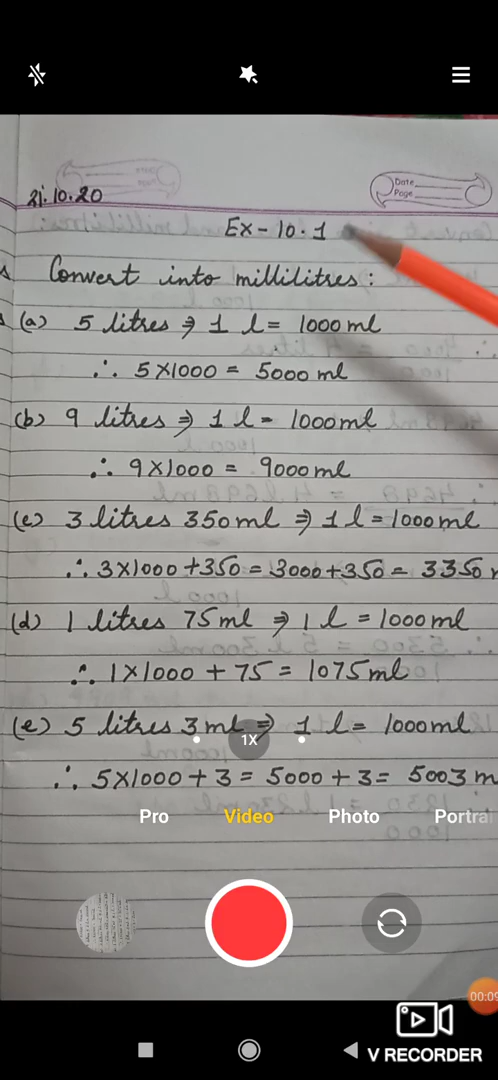 Date
Page
21.10.20
Ex - 10.1
Convert into millilitres:
(a) 5 litres ⇒ 1 l = 1000 ml
∴ 5×1000 = 5000 ml
(b) 9 litres ⇒ 1 l = 1000 ml
∴ 9×1000 = 9000 ml
(c) 3 litres 350 ml ⇒ 1 l = 1000 ml
∴ 3×1000+350 = 3000+350 = 3350 m
(d) 1 litres 75 ml ⇒ 1 l = 1000 ml
∴ 1×1000 + 75 = 1075 ml
(e) 5 litres 3 ml ⇒ 1 l = 1000 ml
1X
∴ 5×1000 + 3 = 5000 + 3 = 5003 m
Pro Video Photo Portrai
00:09
V RECORDER